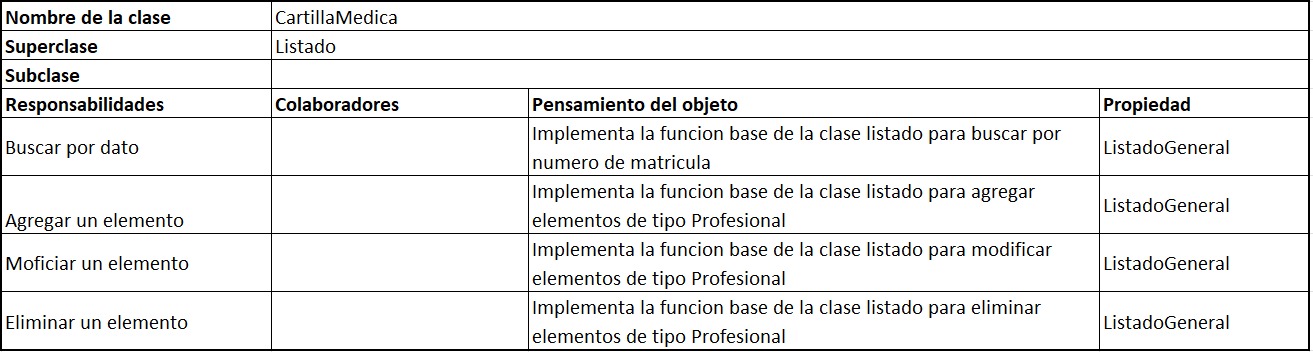 Nombre de la clase CartillaMedica
Superclase Listado
Subclase
Responsabilidades Colaboradores Pensamiento del objeto Propiedad
Buscar por dato Implementa la funcion base de la clase listado para buscar por
numero de matricula ListadoGeneral
Agregar un elemento Implementa la funcion base de la clase listado para agregar
elementos de tipo Profesional ListadoGeneral
Moficiar un elemento Implementa la funcion base de la clase listado para modificar
elementos de tipo Profesional ListadoGeneral
Eliminar un elemento Implementa la funcion base de la clase listado para eliminar
elementos de tipo Profesional ListadoGeneral